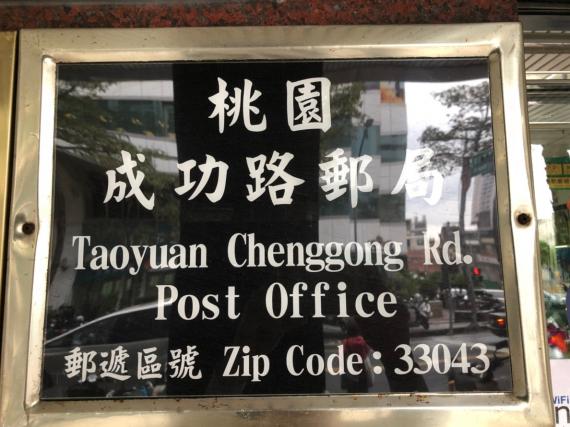 桃園
成功路郵局
Taoyuan Chenggong Rd.
Post Office
郵遞區號 Zip Code：33043
WiFi